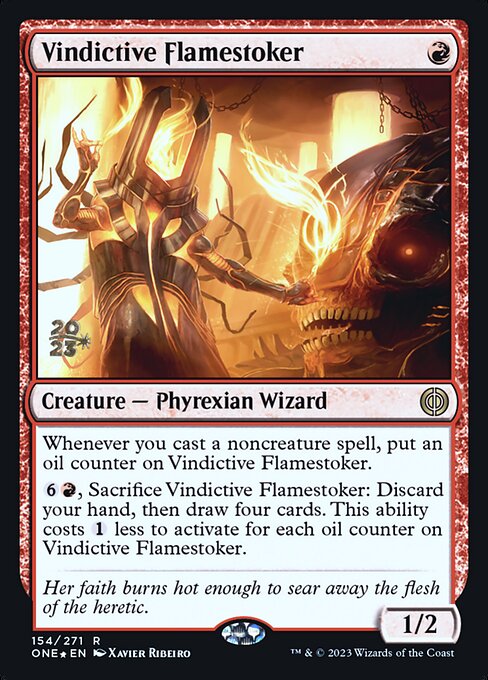 Vindictive Flamestoker
20
23
Creature — Phyrexian Wizard
Whenever you cast a noncreature spell, put an
oil counter on Vindictive Flamestoker.
6, Sacrifice Vindictive Flamestoker: Discard
your hand, then draw four cards. This ability
costs 1 less to activate for each oil counter on
Vindictive Flamestoker.
Her faith burns hot enough to sear away the flesh
of the heretic.
1/2
154/271 R
ONE★EN Xavier Ribeiro
™ & © 2023 Wizards of the Coast